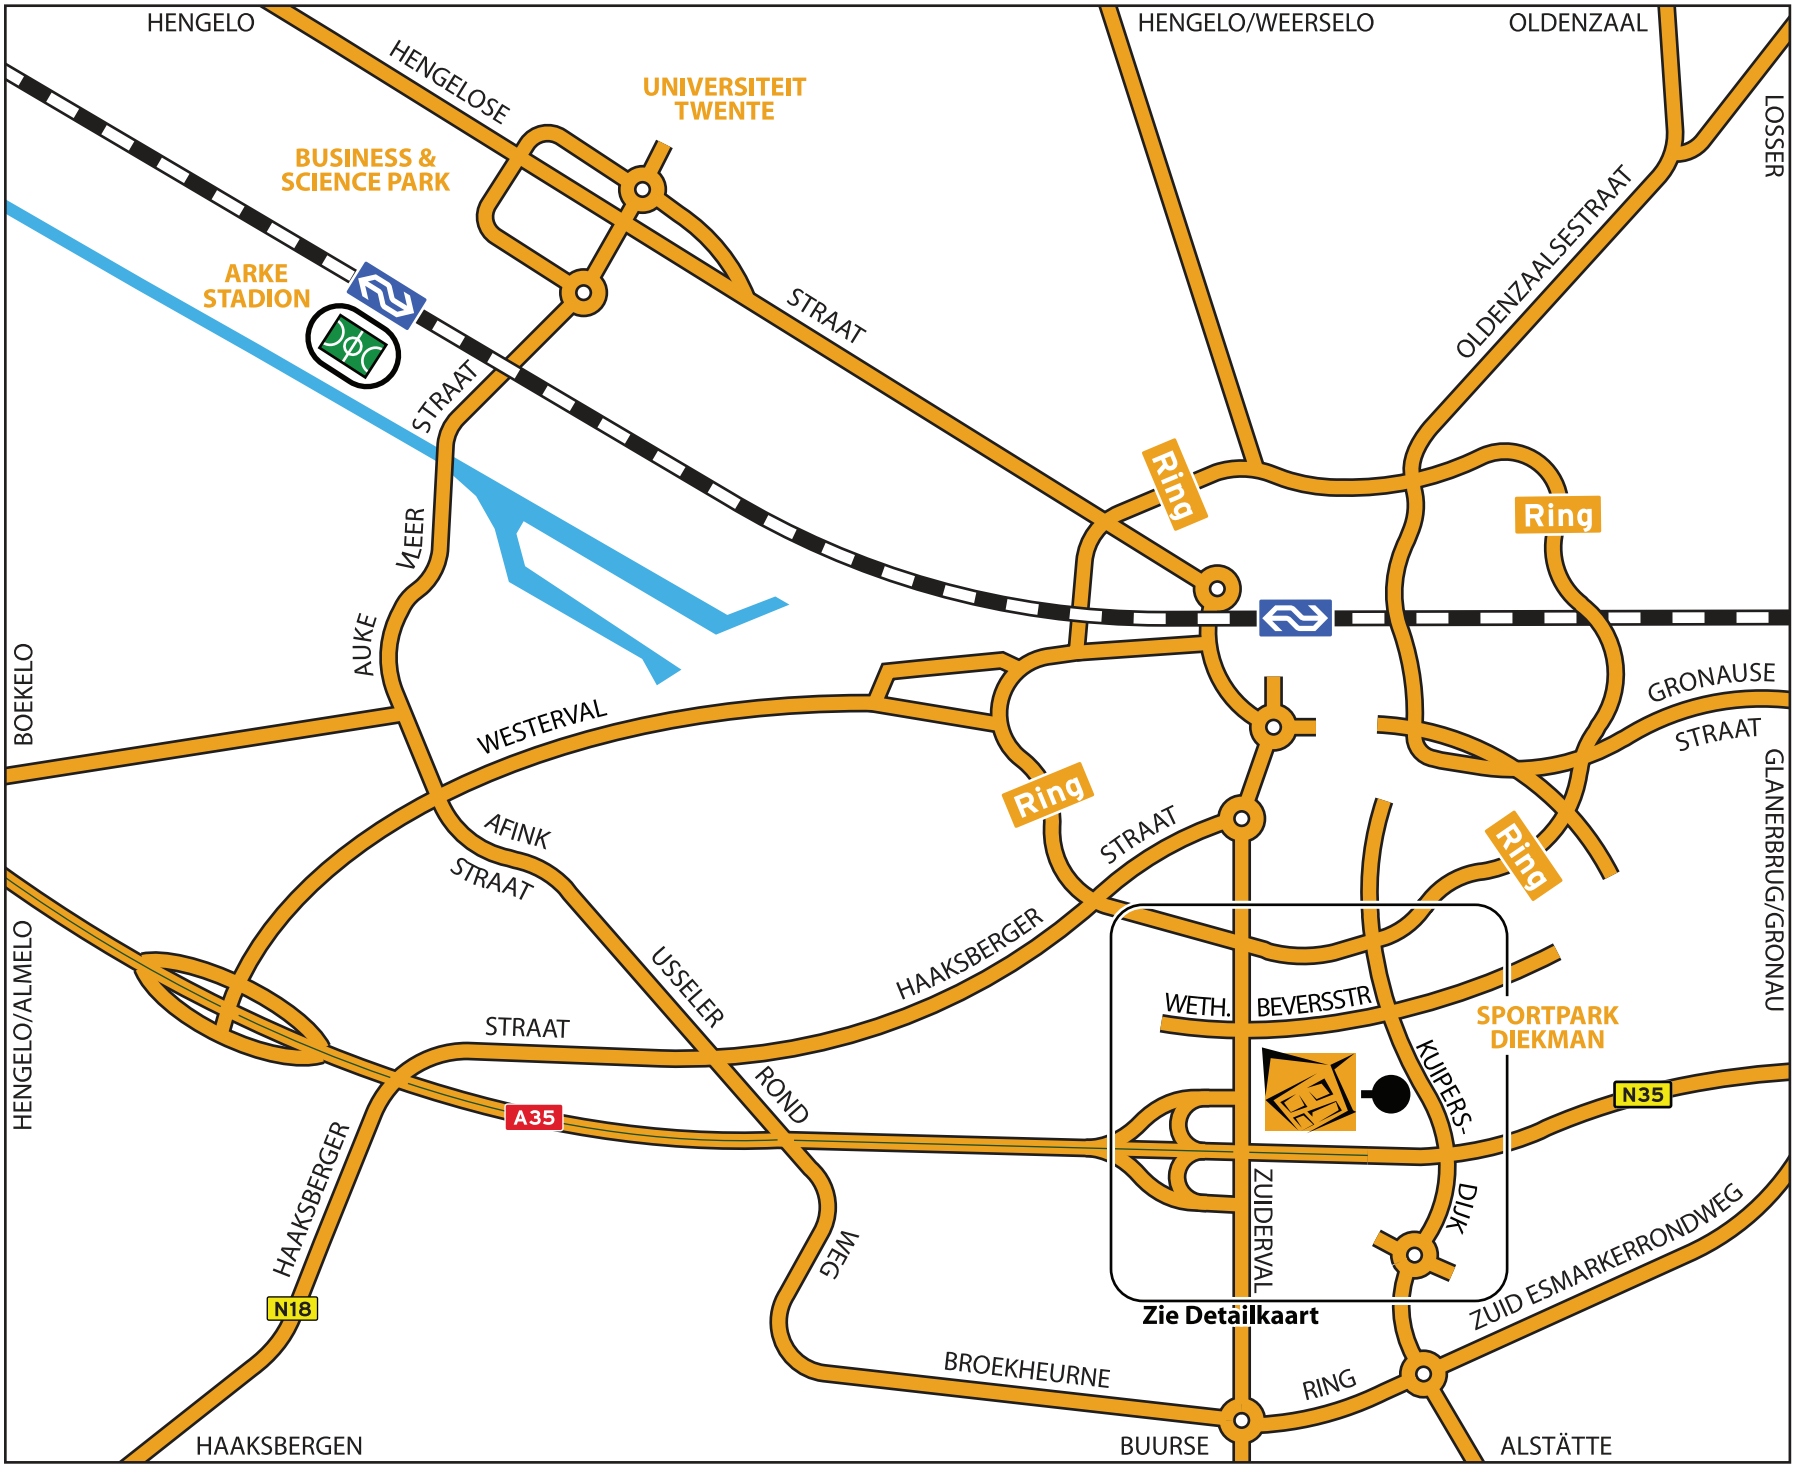 HENGELO
HENGELO/WEERSELO
OLDENZAAL
LOSSER
HENGELOSE
UNIVERSITEIT
TWENTE
BUSINESS &
SCIENCE PARK
ARKE
STADION
STRAAT
STRAAT
OLDENZAALSESTRAAT
Ring
Ring
VLEER
AUKE
BOEKELO
WESTERVAL
GRONAUSE
STRAAT
GLANERBRUG/GRONAU
Ring
Ring
AFINK
STRAAT
STRAAT
HAAKSBERGER
USSELER
HENGELO/ALMELO
STRAAT
WETH. BEVERSSTR
SPORTPARK
DIEKMAN
KUIPERS-
ROND
A35
N35
HAAKSBERGER
ZUIDERVAL
DIJK
WEG
ZUID ESMARKERRONDWEG
N18
Zie Detailkaart
BROEKHEURNE
RING
HAAKSBERGEN
BUURSE
ALSTÄTTE